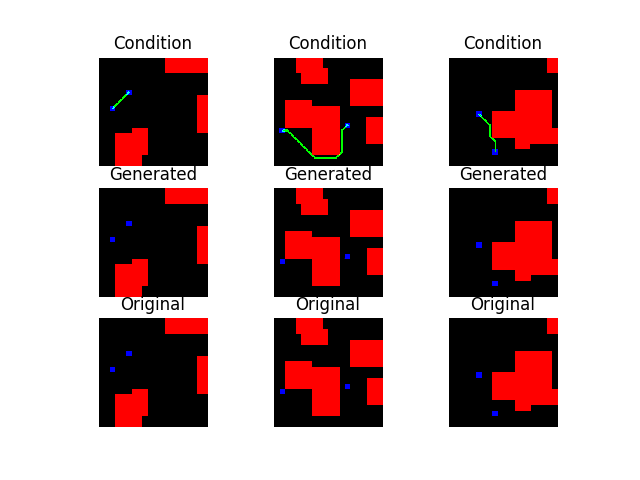 Condition Condition Condition
Generated Generated Generated
Original Original Original